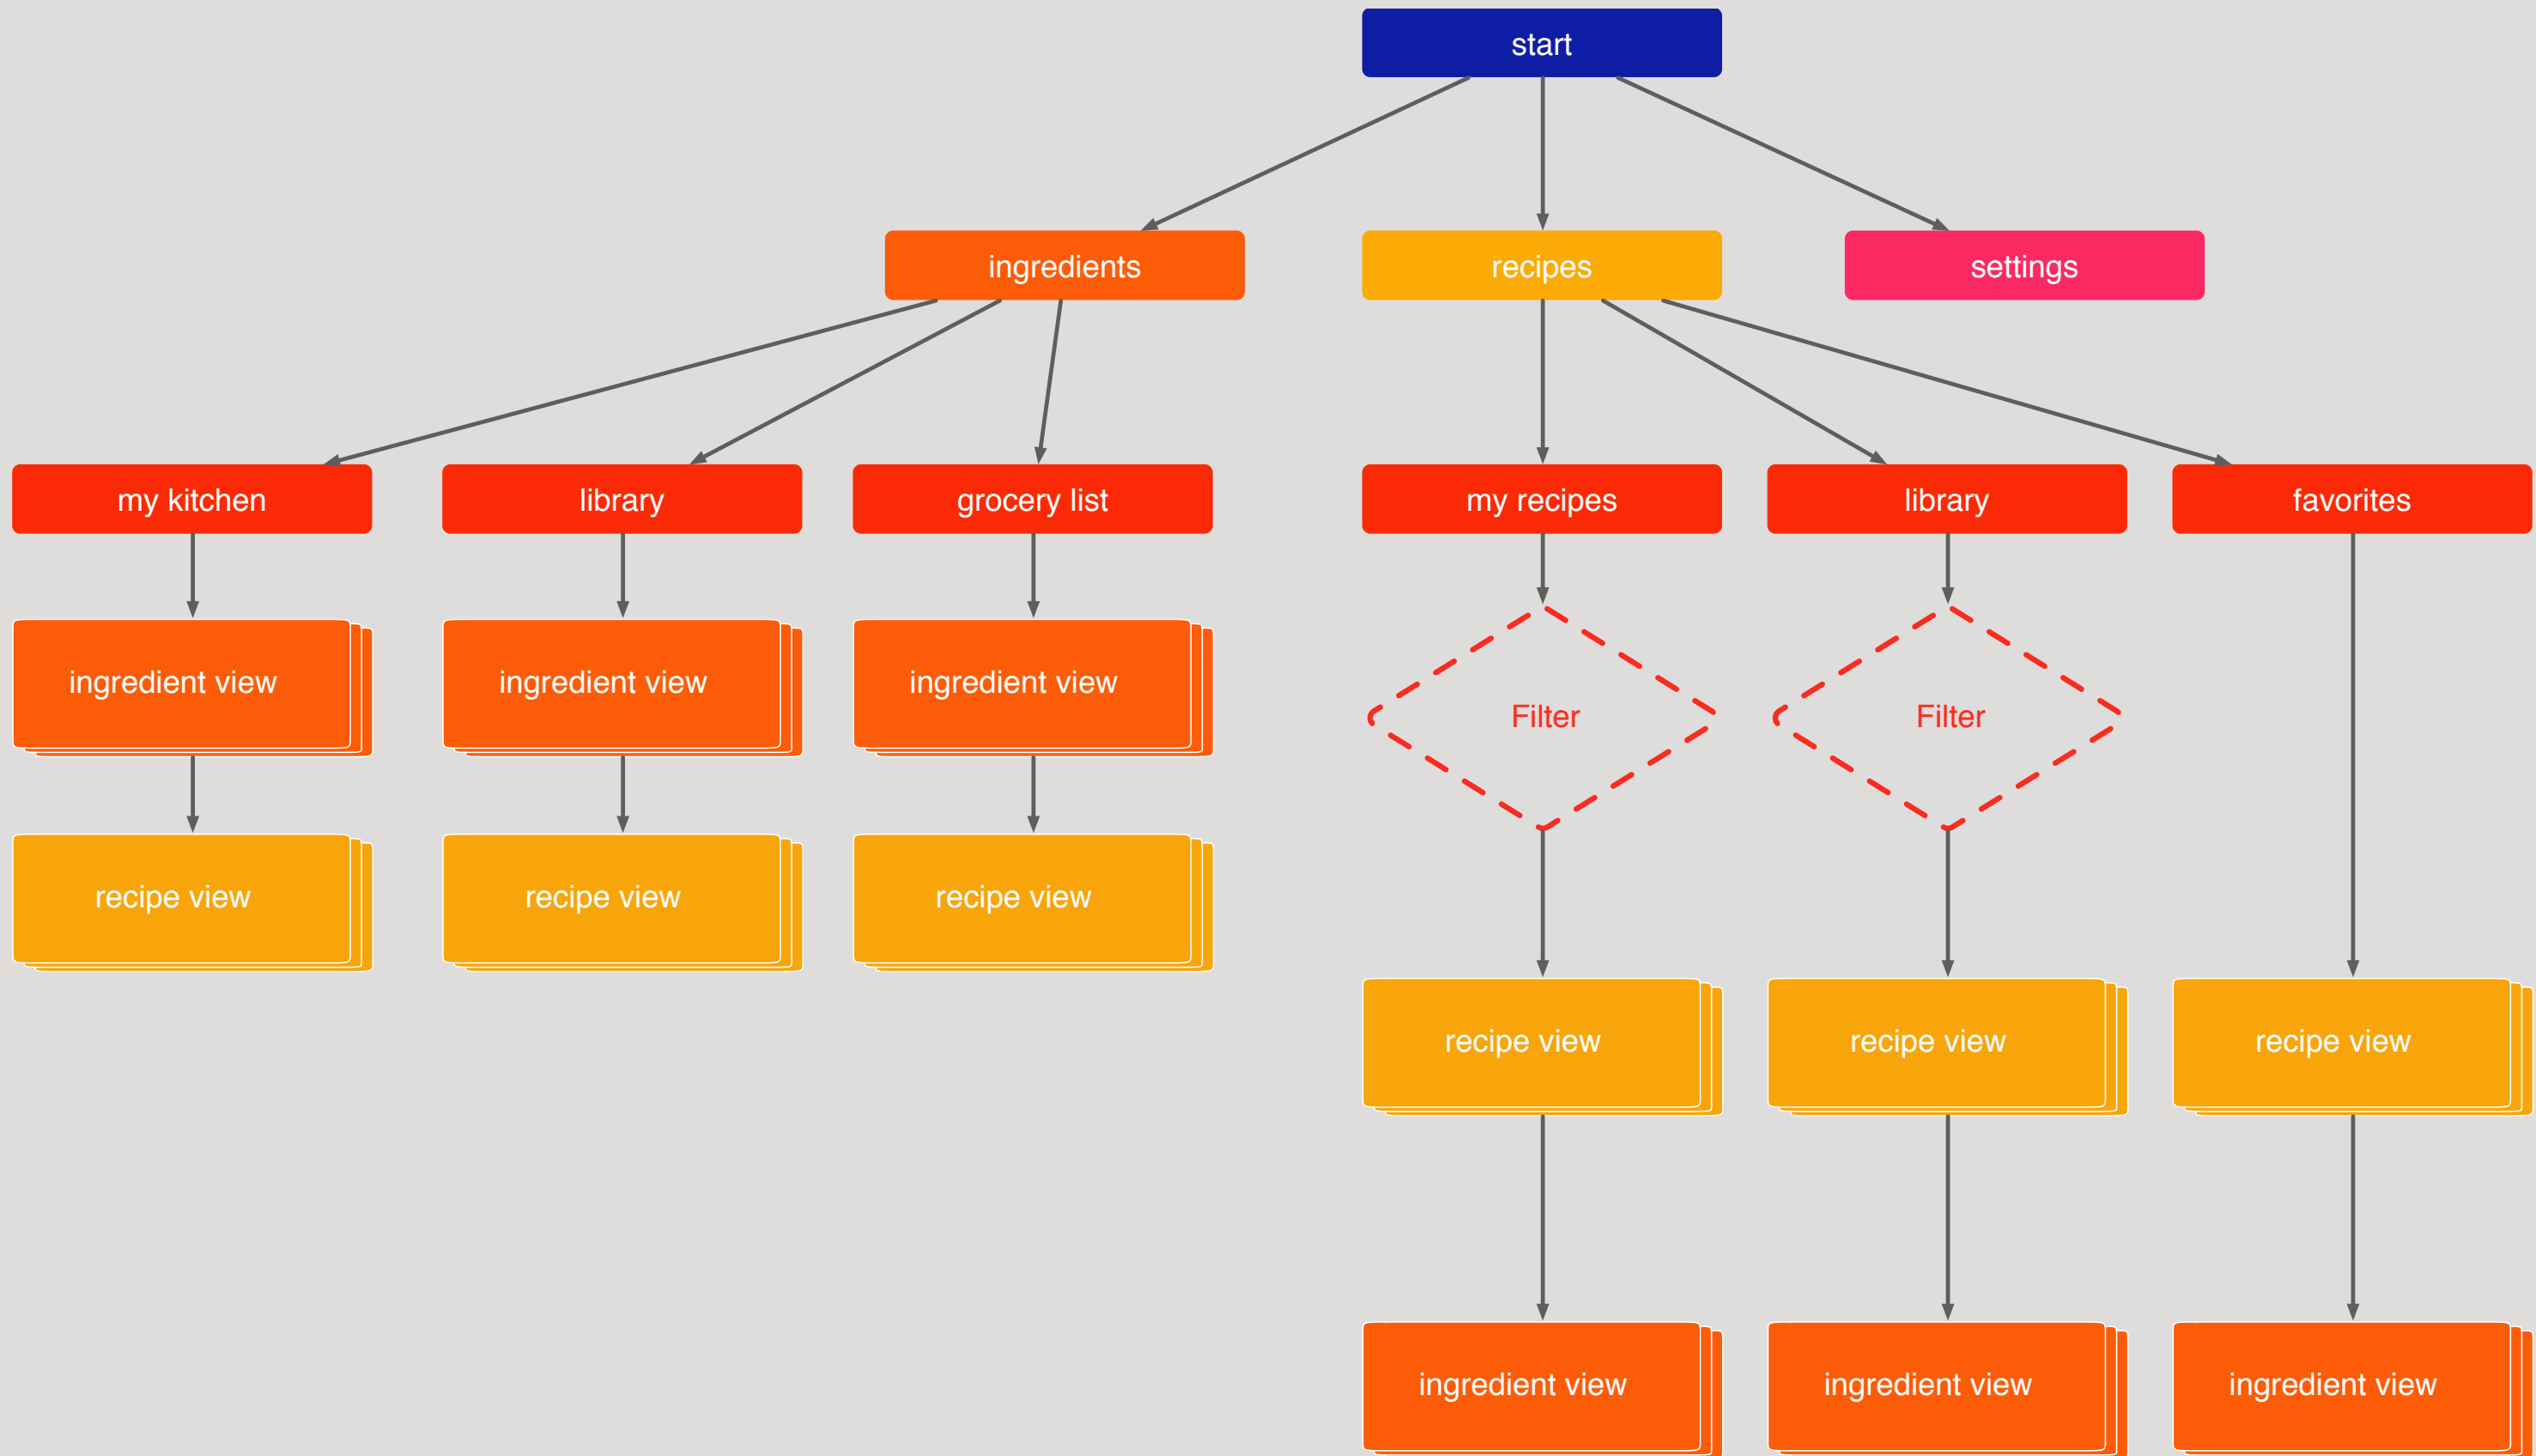 start
ingredients
recipes
settings
my kitchen
library
grocery list
my recipes
library
favorites
ingredient view
ingredient view
ingredient view
Filter
Filter
recipe view
recipe view
recipe view
recipe view
recipe view
recipe view
ingredient view
ingredient view
ingredient view